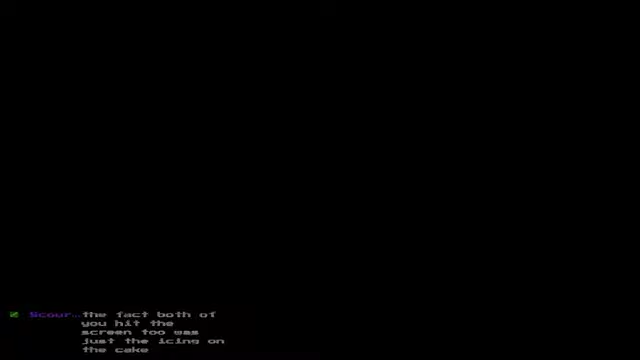 Scour…the fact both of
you hit the
screen too was
just the icing on
the cake